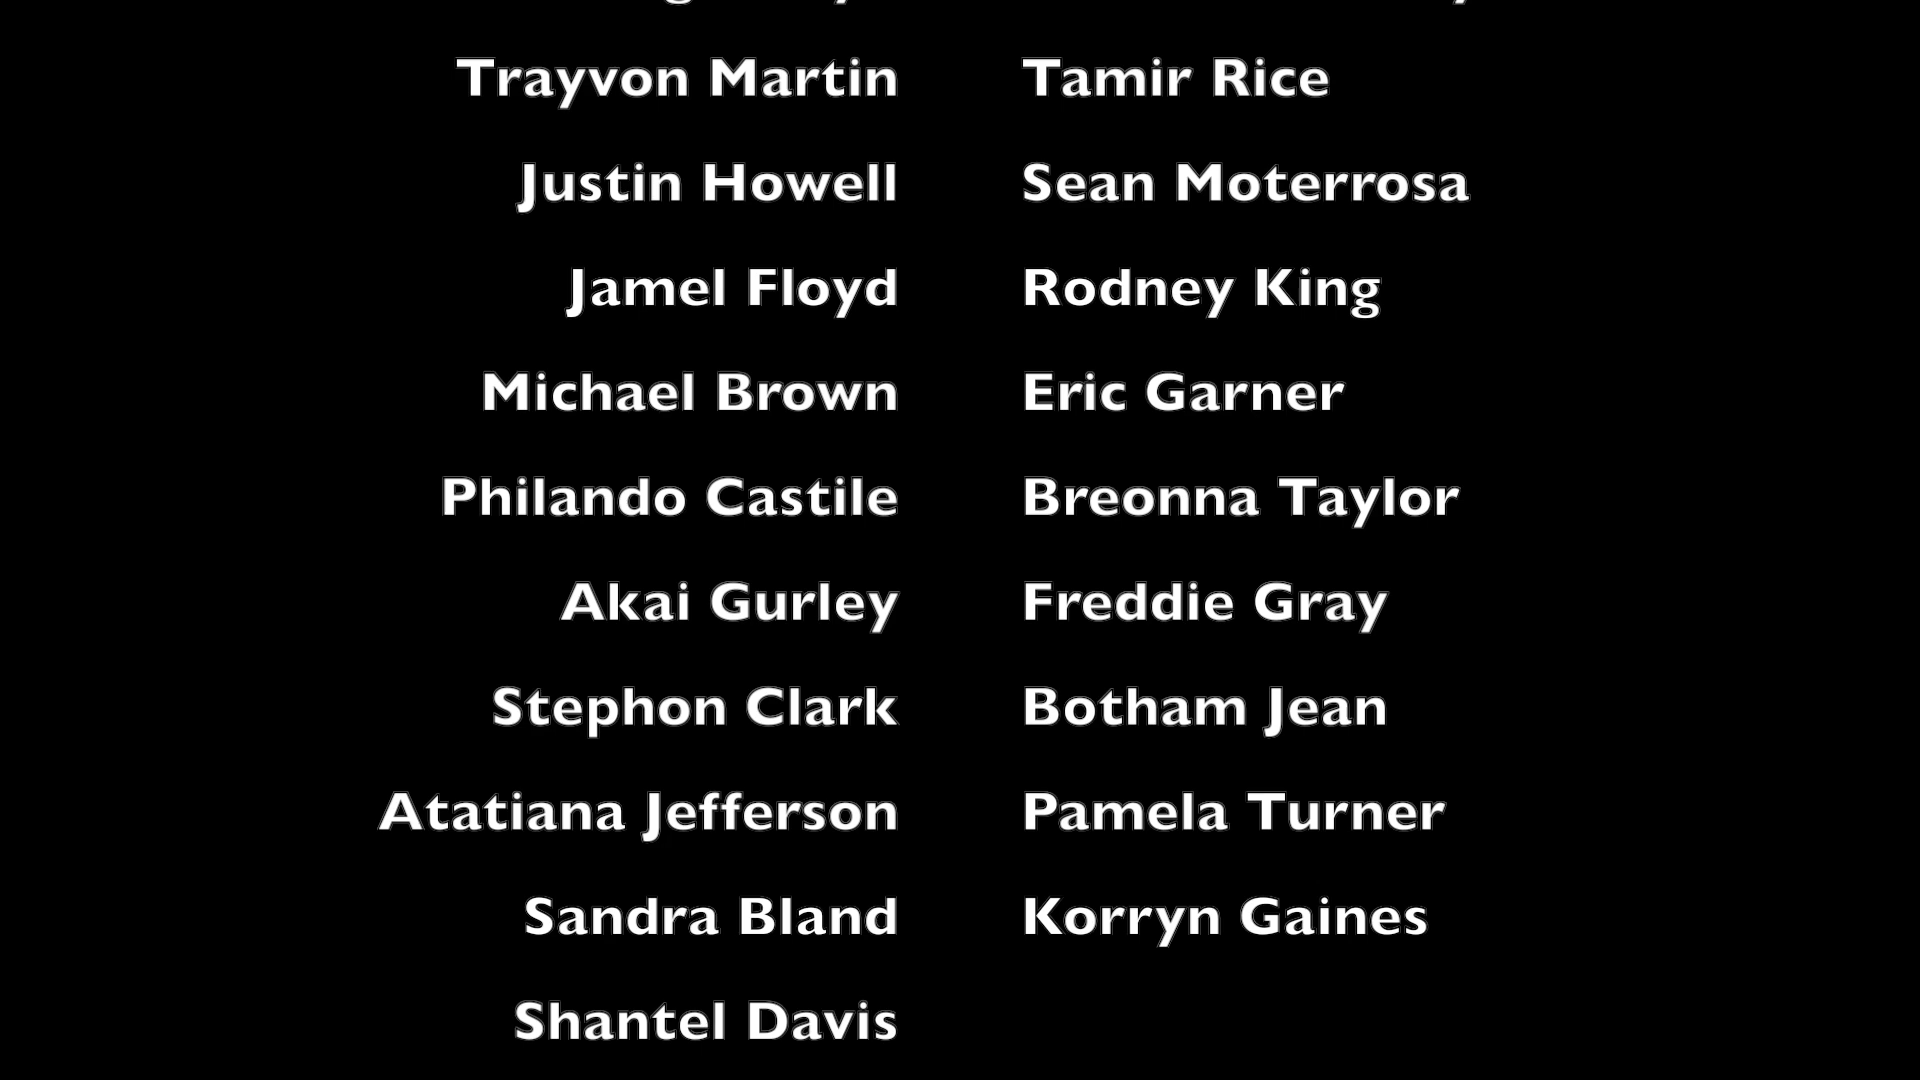 Trayvon Martin Tamir Rice
Justin Howell Sean Moterrosa
Jamel Floyd Rodney King
Michael Brown Eric Garner
Philando Castile Breonna Taylor
Akai Gurley Freddie Gray
Stephon Clark Botham Jean
Atatiana Jefferson Pamela Turner
Sandra Bland Korryn Gaines
Shantel Davis